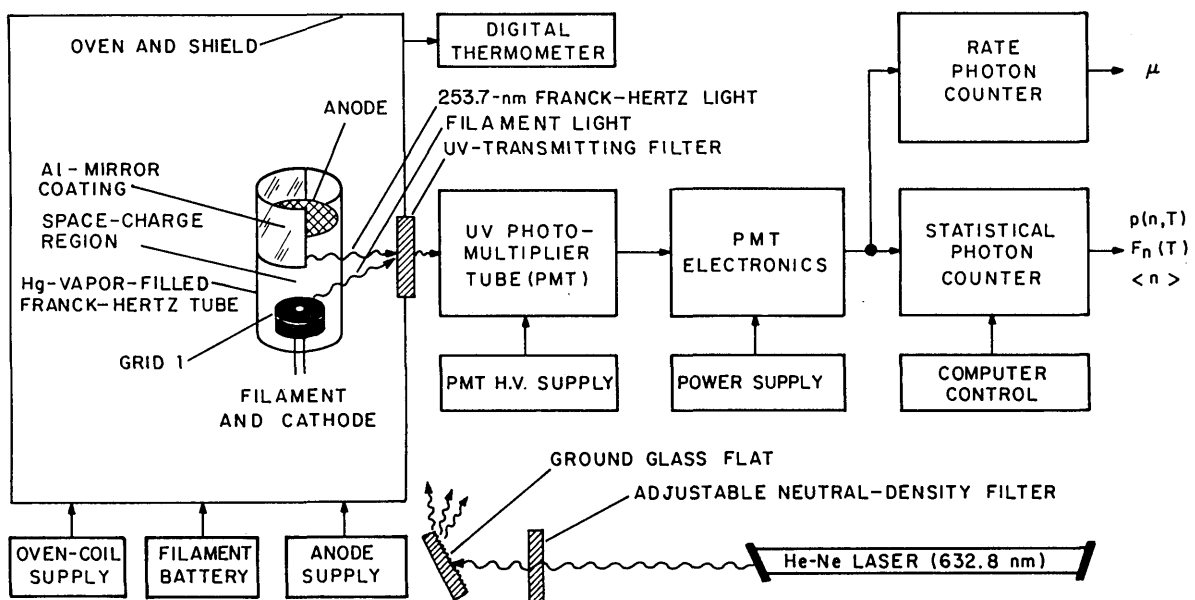 OVEN AND SHIELD
DIGITAL
THERMOMETER
RATE
PHOTON
COUNTER
μ
253.7-nm FRANCK-HERTZ LIGHT
FILAMENT LIGHT
UV-TRANSMITTING FILTER
ANODE
Al-MIRROR
COATING
SPACE-CHARGE
REGION
Hg-VAPOR-FILLED
FRANCK-HERTZ TUBE
GRID 1
FILAMENT
AND CATHODE
UV PHOTO-
MULTIPLIER
TUBE (PMT)
PMT
ELECTRONICS
STATISTICAL
PHOTON
COUNTER
p(n,T)
Fn(T)
<n>
PMT H.V. SUPPLY
POWER SUPPLY
COMPUTER
CONTROL
GROUND GLASS FLAT
ADJUSTABLE NEUTRAL-DENSITY FILTER
OVEN-COIL
SUPPLY
FILAMENT
BATTERY
ANODE
SUPPLY
He-Ne LASER (632.8 nm)